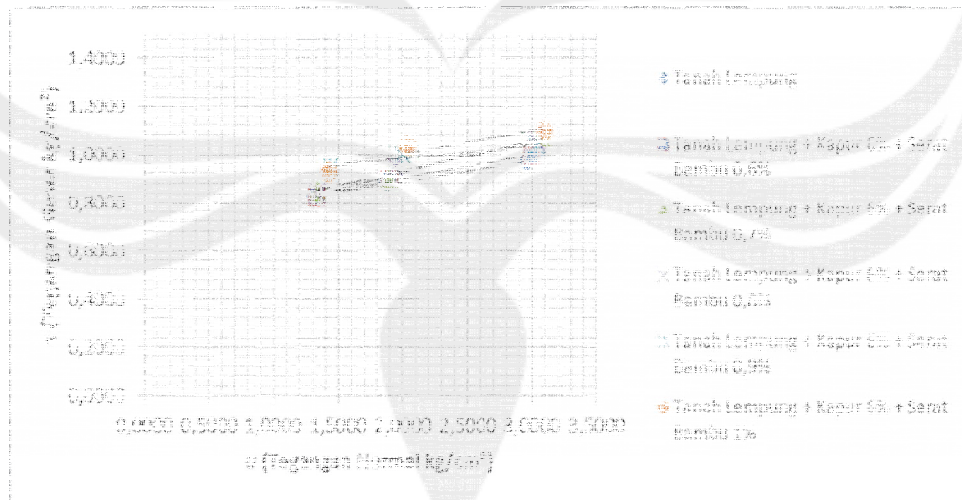 1.4000
1.2000
1,0000
0,8000
0,6000
0,4000
0,2000
0,0000
0,0000 0,5000 1,0000 1,5000 2,0000 2,5000 3,0000 3,5000
(Tegangan Normal kg/cm²)
Tanah Lempung
Tanah Lempung + Kapur 6% + Serat
Bambu 0,6%
Tanah Lempung + Kapur 6% + Serat
Bambu 0,7%
Tanah Lempung + Kapur 6% + Serat
Bambu 0,8%
Tanah Lempung + Kapur 6% + Serat
Bambu 0,9%
Tanah Lempung + Kapur 6% + Serat
Bambu 1%